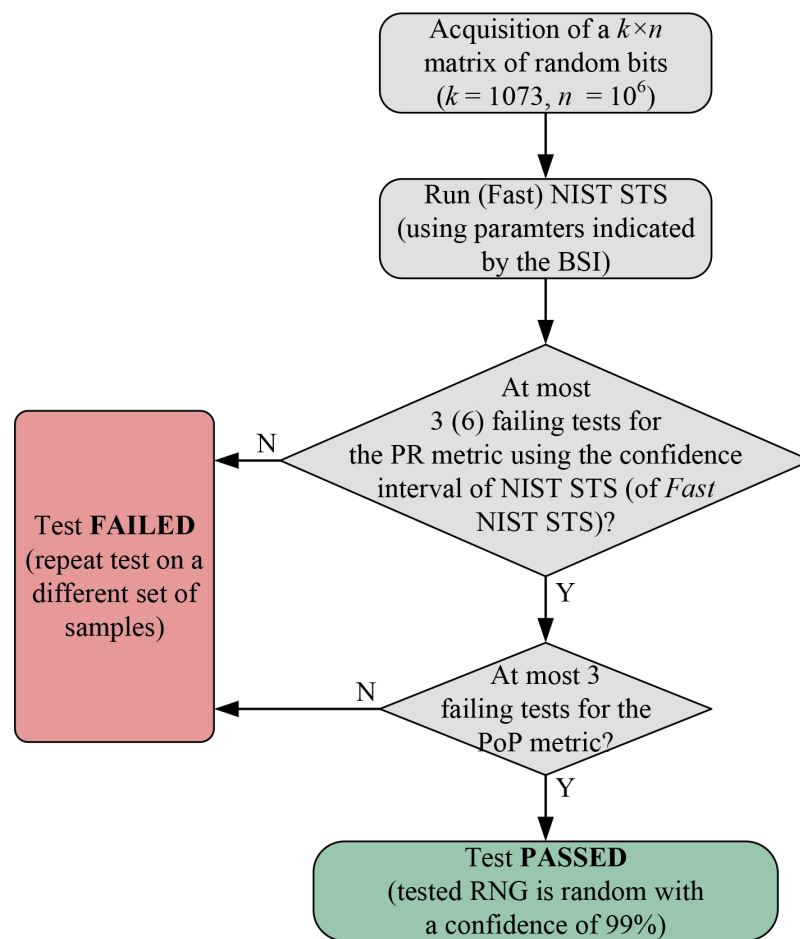 Acquisition of a k×n
matrix of random bits
(k = 1073, n = 10⁶)
Run (Fast) NIST STS
(using paramters indicated
by the BSI)
At most
3 (6) failing tests for
the PR metric using the confidence
interval of NIST STS (of Fast
NIST STS)?
N
Test FAILED
(repeat test on a
different set of
samples)
Y
At most 3
failing tests for the
PoP metric?
N
Y
Test PASSED
(tested RNG is random with
a confidence of 99%)